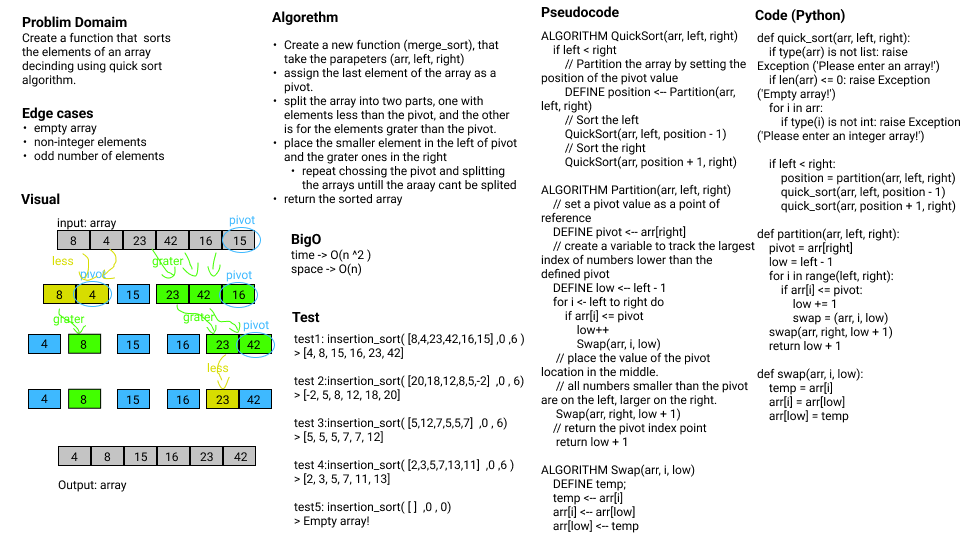 Problim Domaim
Create a function that  sorts
the elements of an array
decinding using quick sort
algorithm.
Edge cases
• empty array
• non-integer elements
• odd number of elements
Visual
input: array
pivot
8 4 23 42 16 15
less
pivot
grater
pivot
8 4 15 23 42 16
grater
grater
pivot
4 8 15 16 23 42
less
4 8 15 16 23 42
4 8 15 16 23 42
Output: array
Algorethm
• Create a new function (merge_sort), that
take the parapeters (arr, left, right)
• assign the last element of the array as a
pivot.
• split the array into two parts, one with
elements less than the pivot, and the other
is for the elements grater than the pivot.
• place the smaller element in the left of pivot
and the grater ones in the right
• repeat chossing the pivot and splitting
the arrays untill the araay cant be splited
• return the sorted array
BigO
time -> O(n ^2 )
space -> O(n)
Test
test1: insertion_sort( [8,4,23,42,16,15] ,0 ,6 )
> [4, 8, 15, 16, 23, 42]
test 2:insertion_sort( [20,18,12,8,5,-2]  ,0 , 6)
> [-2, 5, 8, 12, 18, 20]
test 3:insertion_sort( [5,12,7,5,5,7]  ,0 , 6 )
> [5, 5, 5, 7, 7, 12]
test 4:insertion_sort( [2,3,5,7,13,11]  ,0 ,6 )
> [2, 3, 5, 7, 11, 13]
test5: insertion_sort( [ ]  ,0 , 0)
> Empty array!
Pseudocode
ALGORITHM QuickSort(arr, left, right)
if left < right
// Partition the array by setting the
position of the pivot value
DEFINE position <-- Partition(arr,
left, right)
// Sort the left
QuickSort(arr, left, position - 1)
// Sort the right
QuickSort(arr, position + 1, right)
ALGORITHM Partition(arr, left, right)
// set a pivot value as a point of
reference
DEFINE pivot <-- arr[right]
// create a variable to track the largest
index of numbers lower than the
defined pivot
DEFINE low <-- left - 1
for i <- left to right do
if arr[i] <= pivot
low++
Swap(arr, i, low)
// place the value of the pivot
location in the middle.
// all numbers smaller than the pivot
are on the left, larger on the right.
Swap(arr, right, low + 1)
// return the pivot index point
return low + 1
ALGORITHM Swap(arr, i, low)
DEFINE temp;
temp <-- arr[i]
arr[i] <-- arr[low]
arr[low] <-- temp
Code (Python)
def quick_sort(arr, left, right):
if type(arr) is not list: raise
Exception ('Please enter an array!')
if len(arr) <= 0: raise Exception
('Empty array!')
for i in arr:
if type(i) is not int: raise Exception
('Please enter an integer array!')
if left < right:
position = partition(arr, left, right)
quick_sort(arr, left, position - 1)
quick_sort(arr, position + 1, right)
def partition(arr, left, right):
pivot = arr[right]
low = left - 1
for i in range(left, right):
if arr[i] <= pivot:
low += 1
swap = (arr, i, low)
swap(arr, right, low + 1)
return low + 1
def swap(arr, i, low):
temp = arr[i]
arr[i] = arr[low]
arr[low] = temp